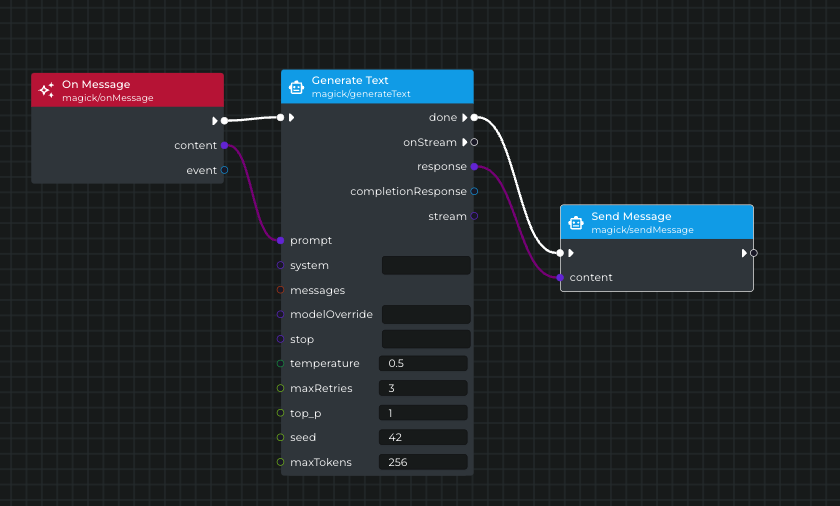 On Message
magick/onMessage
content
event
Generate Text
magick/generateText
done
onStream
response
completionResponse
stream
prompt
system
messages
modelOverride
stop
temperature 0.5
maxRetries 3
top_p 1
seed 42
maxTokens 256
Send Message
magick/sendMessage
content